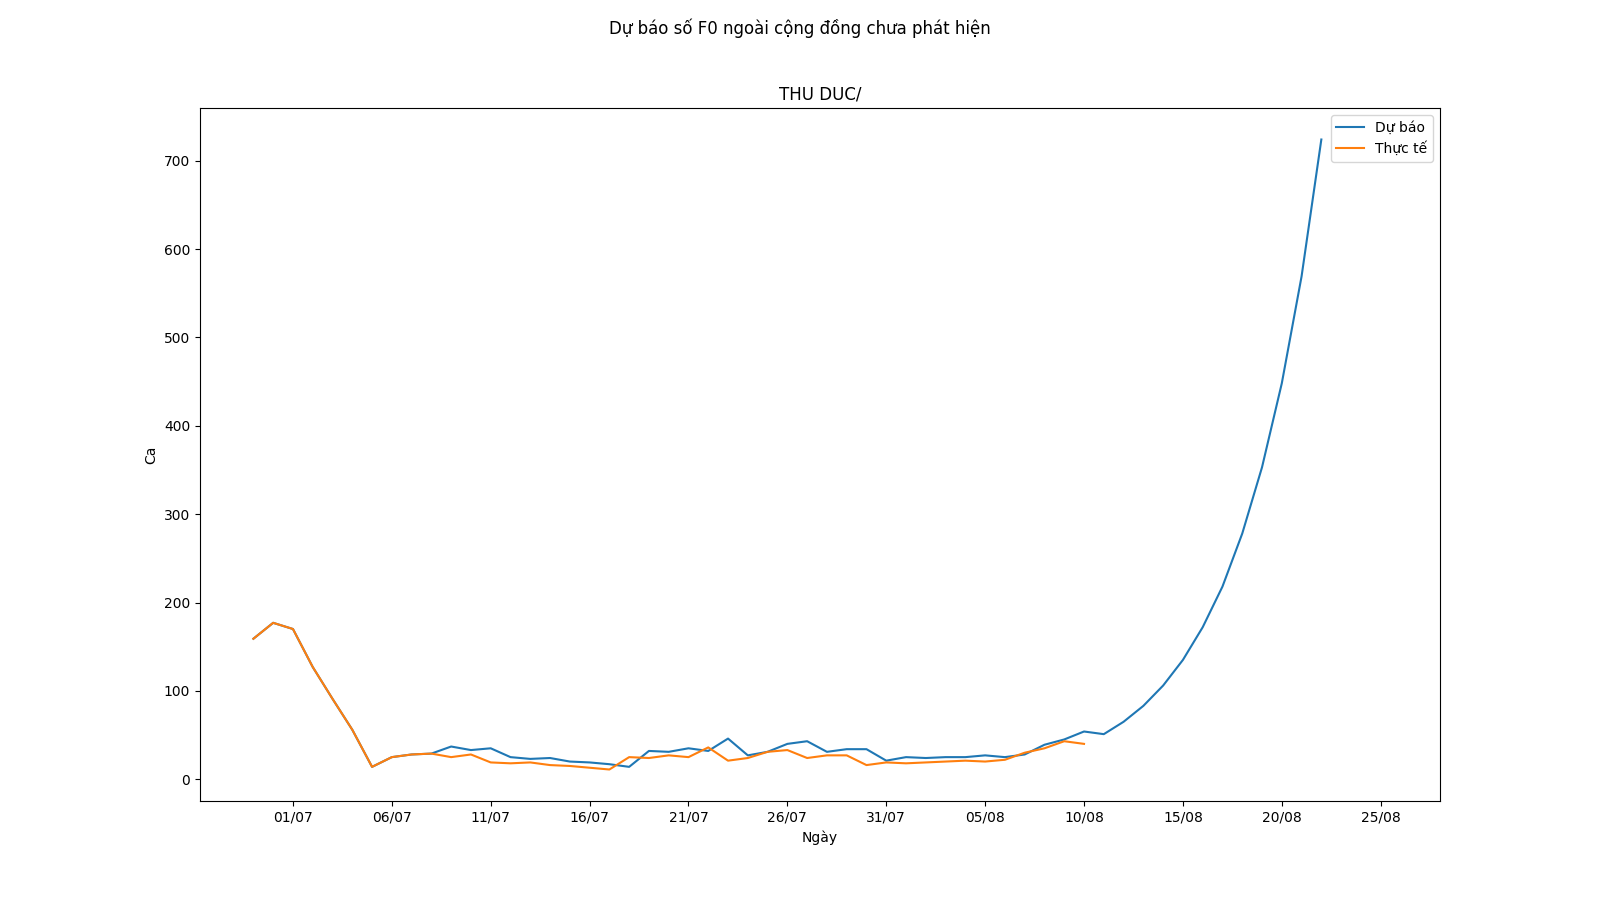 Dự báo số F0 ngoài cộng đồng chưa phát hiện
THU DUC/
Dự báo
Thực tế
700
600
500
400
300
200
100
0
Ca
01/07 06/07 11/07 16/07 21/07 26/07 31/07 05/08 10/08 15/08 20/08 25/08
Ngày